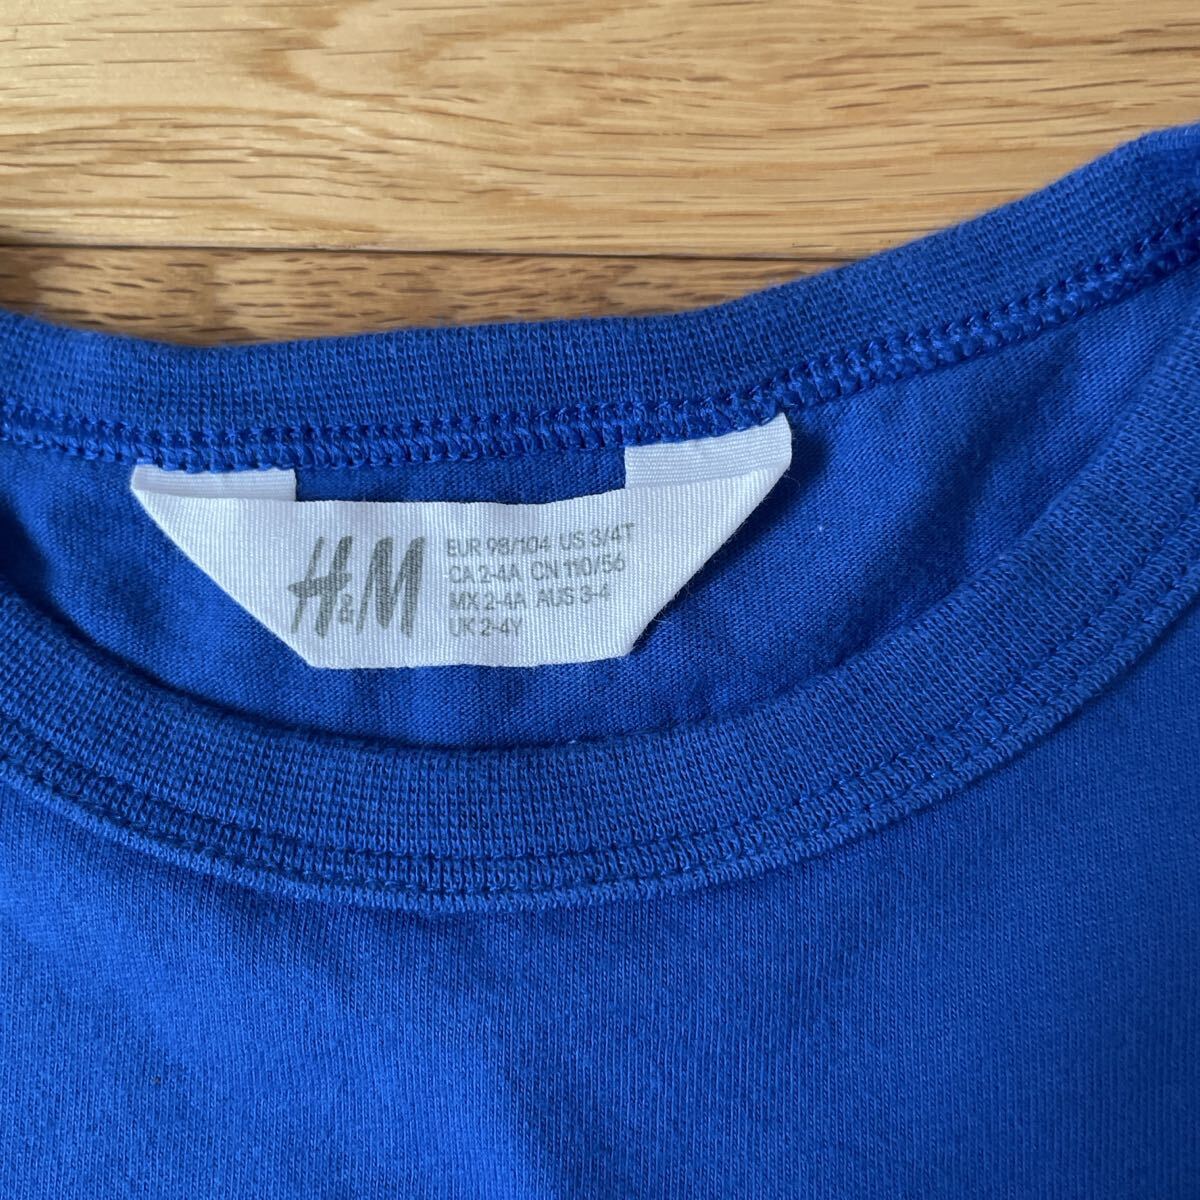 H&M
EUR 98/104 US 3/4T
CA 2-4A CN 110/56
MX 2-4A AUS 3-4
UK 2-4Y